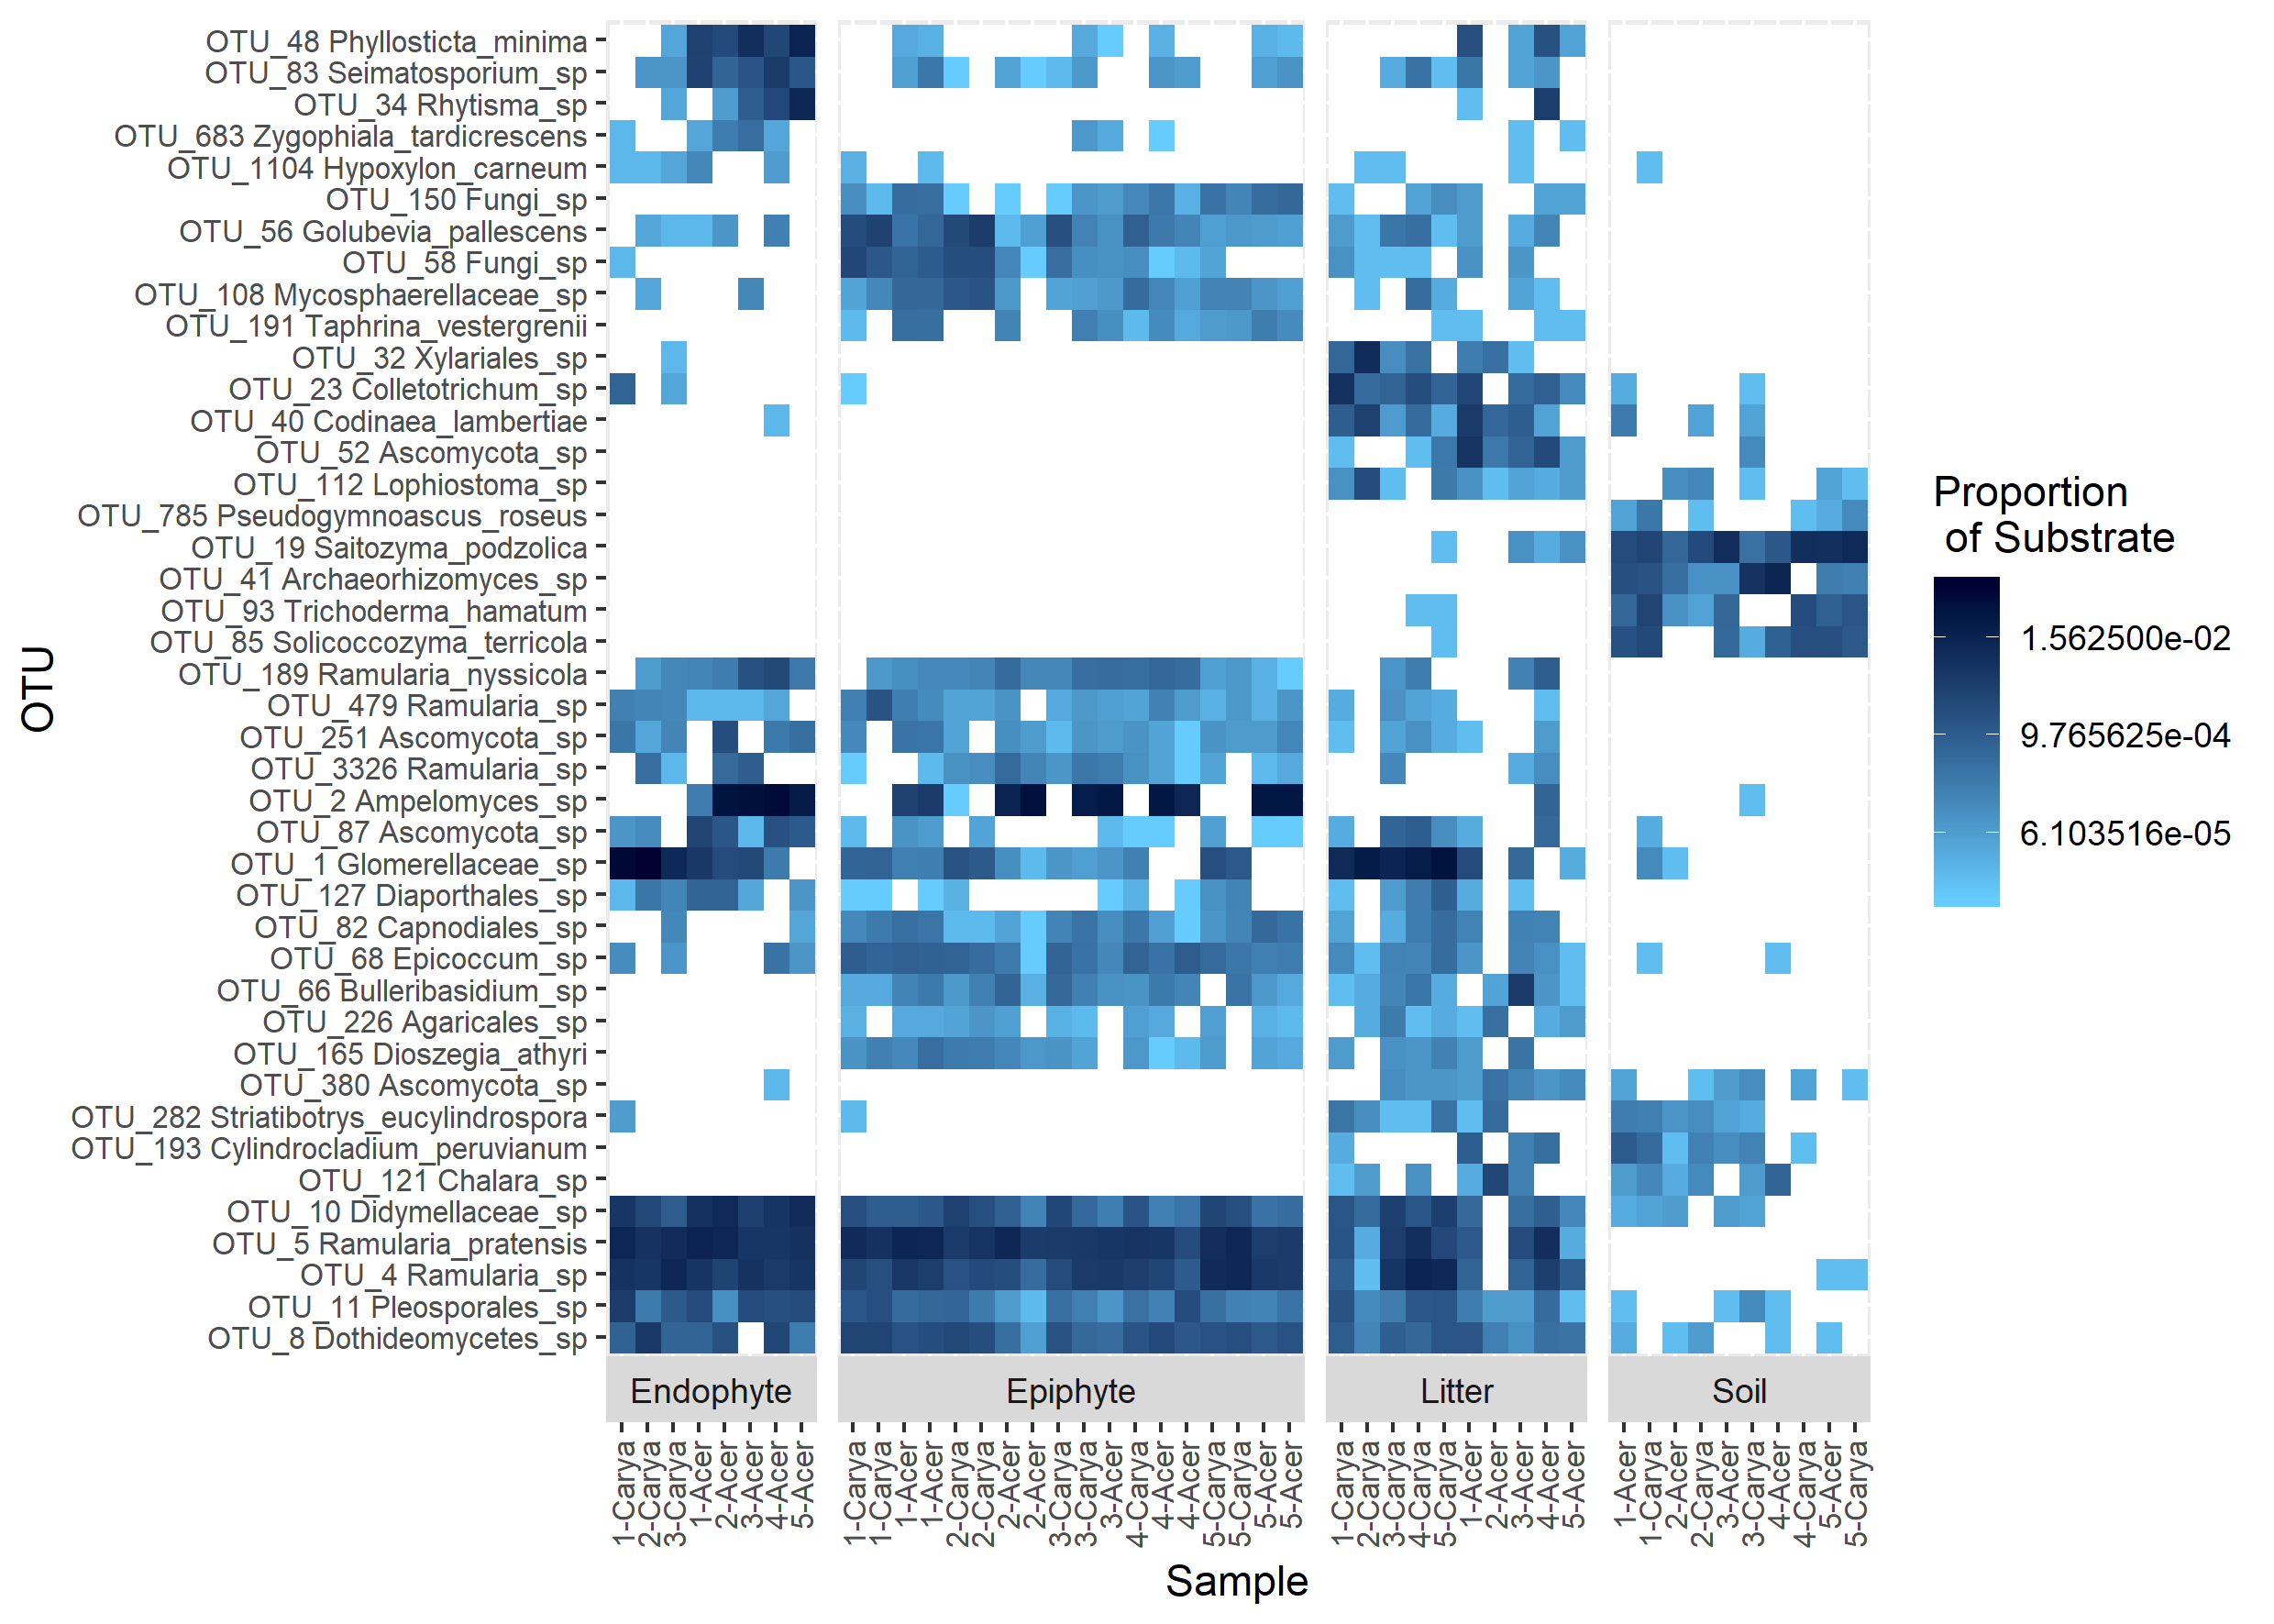 OTU_48 Phyllosticta_minima
OTU_83 Seimatosporium_sp
OTU_34 Rhytisma_sp
OTU_683 Zygophiala_tardicrescens
OTU_1104 Hypoxylon_carneum
OTU_150 Fungi_sp
OTU_56 Golubevia_pallescens
OTU_58 Fungi_sp
OTU_108 Mycosphaerellaceae_sp
OTU_191 Taphrina_vestergrenii
OTU_32 Xylariales_sp
OTU_23 Colletotrichum_sp
OTU_40 Codinaea_lambertiae
OTU_52 Ascomycota_sp
OTU_112 Lophiostoma_sp
OTU_785 Pseudogymnoascus_roseus
OTU_19 Saitozyma_podzolica
OTU_41 Archaeorhizomyces_sp
OTU_93 Trichoderma_hamatum
OTU_85 Solicoccozyma_terricola
OTU_189 Ramularia_nyssicola
OTU_479 Ramularia_sp
OTU_251 Ascomycota_sp
OTU_3326 Ramularia_sp
OTU_2 Ampelomyces_sp
OTU_87 Ascomycota_sp
OTU_1 Glomerellaceae_sp
OTU_127 Diaporthales_sp
OTU_82 Capnodiales_sp
OTU_68 Epicoccum_sp
OTU_66 Bulleribasidium_sp
OTU_226 Agaricales_sp
OTU_165 Dioszegia_athyri
OTU_380 Ascomycota_sp
OTU_282 Striatibotrys_eucylindrospora
OTU_193 Cylindrocladium_peruvianum
OTU_121 Chalara_sp
OTU_10 Didymellaceae_sp
OTU_5 Ramularia_pratensis
OTU_4 Ramularia_sp
OTU_11 Pleosporales_sp
OTU_8 Dothideomycetes_sp
OTU
Endophyte
Epiphyte
Litter
Soil
1-Carya
2-Carya
3-Carya
1-Acer
2-Acer
3-Acer
4-Acer
5-Acer
1-Carya
1-Carya
1-Acer
1-Acer
2-Carya
2-Carya
2-Acer
2-Acer
3-Carya
3-Carya
3-Acer
4-Carya
4-Acer
4-Acer
5-Carya
5-Carya
5-Acer
5-Acer
1-Carya
2-Carya
3-Carya
4-Carya
5-Carya
1-Acer
2-Acer
3-Acer
4-Acer
5-Acer
1-Acer
1-Carya
2-Acer
2-Carya
3-Acer
3-Carya
4-Acer
4-Carya
5-Acer
5-Carya
Sample
Proportion
of Substrate
1.562500e-02
9.765625e-04
6.103516e-05